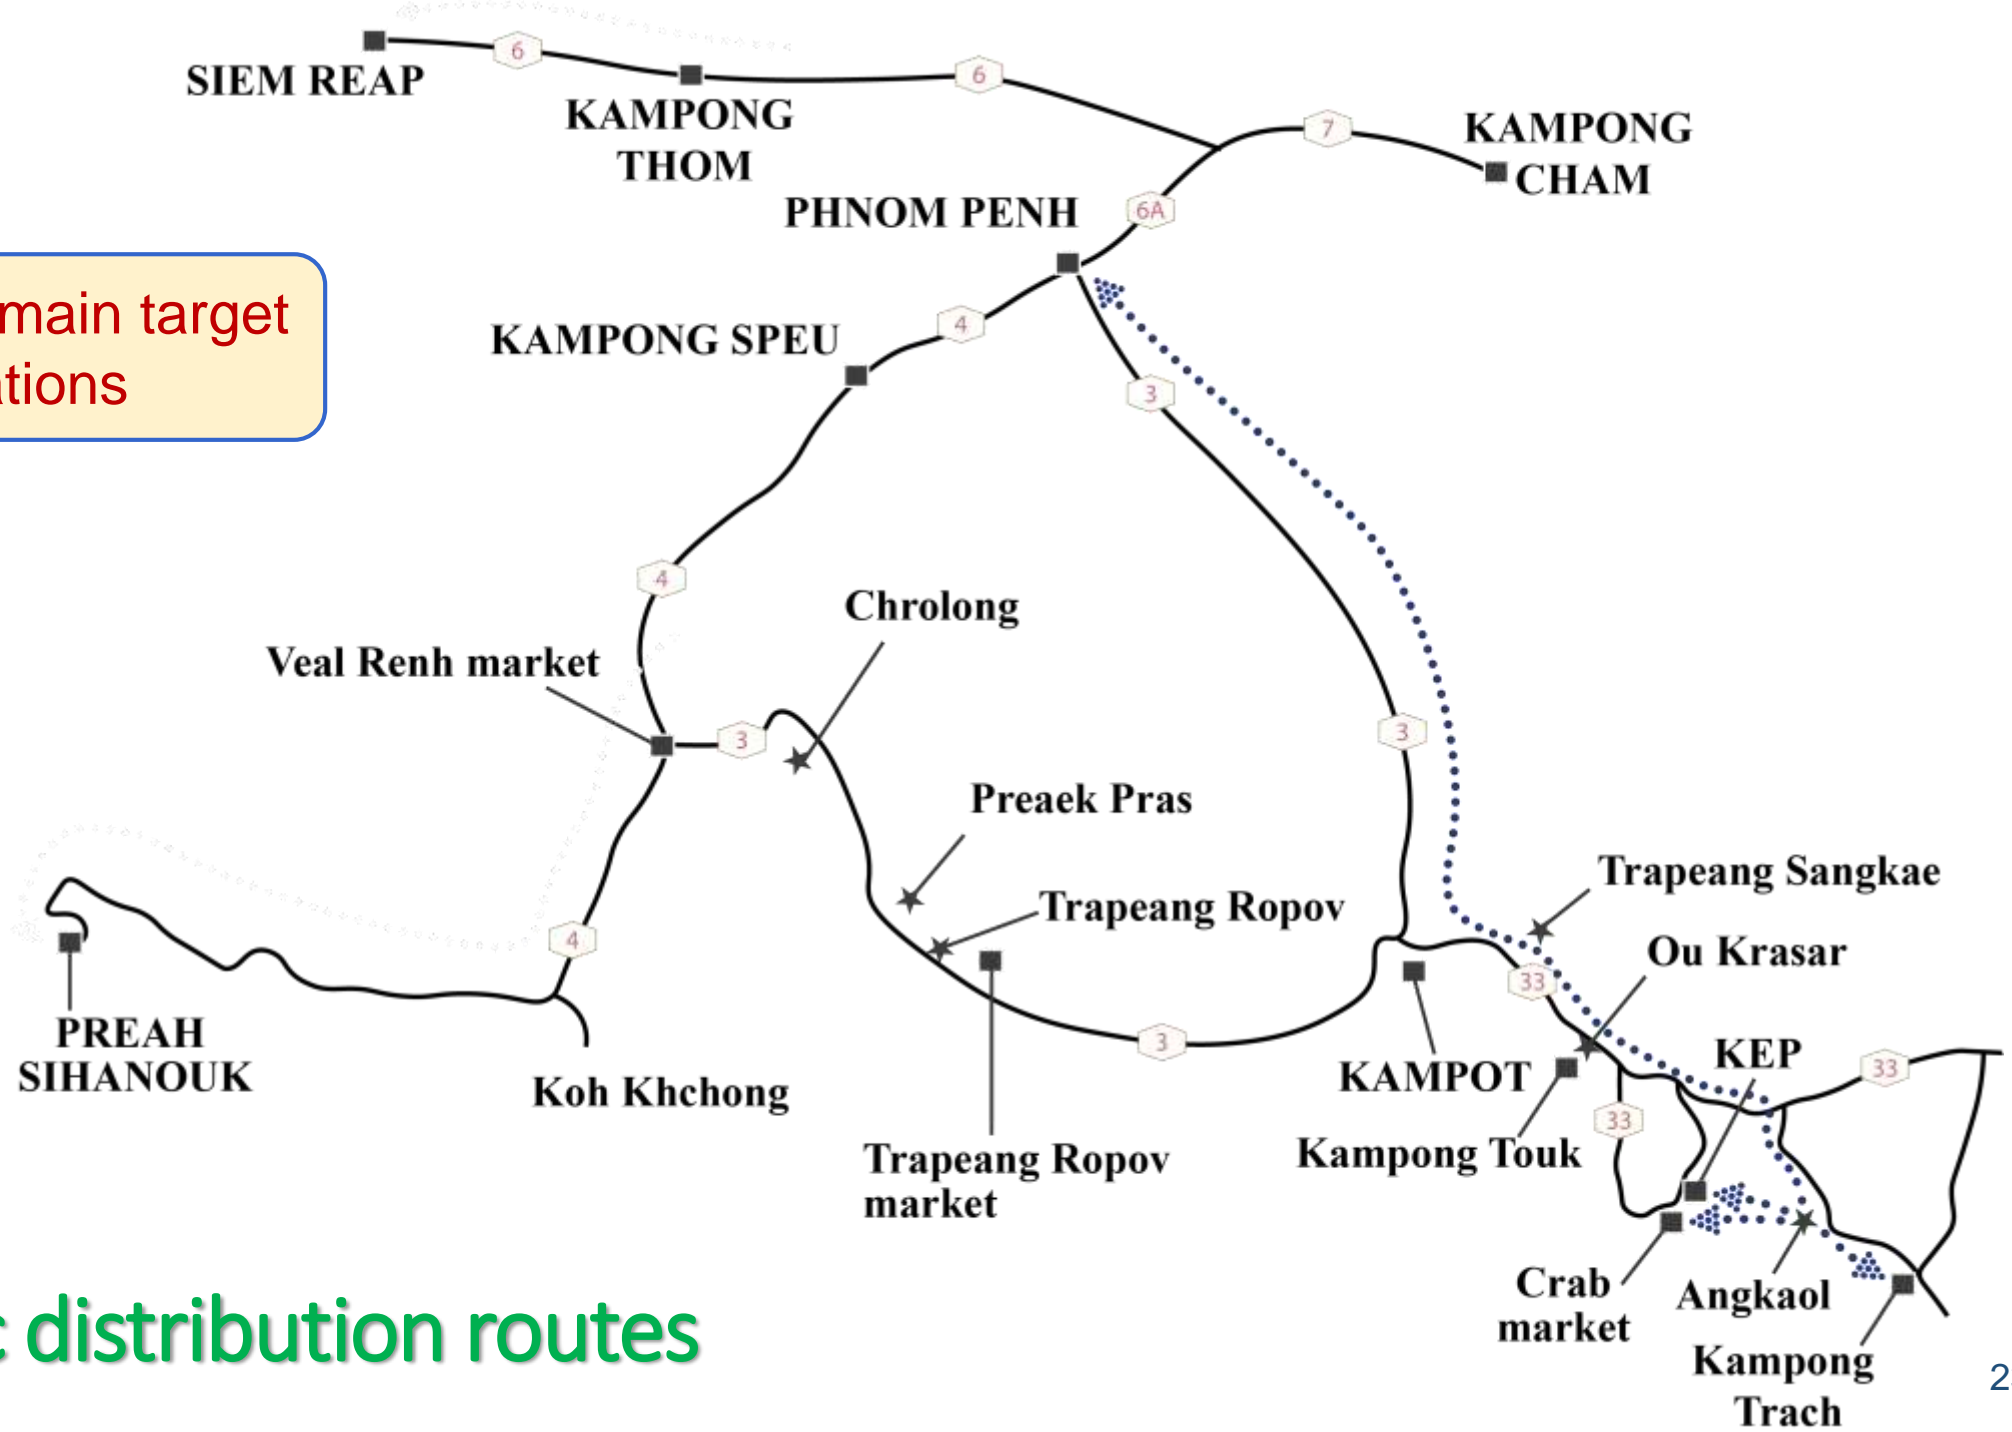 6
SIEM REAP
KAMPONG
THOM
6
7
KAMPONG
CHAM
6A
PHNOM PENH
main target
ations
4
KAMPONG SPEU
3
4
Chrolong
Veal Renh market
3
3
Preaek Pras
Trapeang Sangkae
Trapeang Ropov
4
Ou Krasar
33
PREAH
SIHANOUK
Koh Khchong
3
KAMPOT
KEP
33
33
Kampong Touk
Trapeang Ropov
market
Crab
market
Angkaol
Kampong
Trach
c distribution routes
2